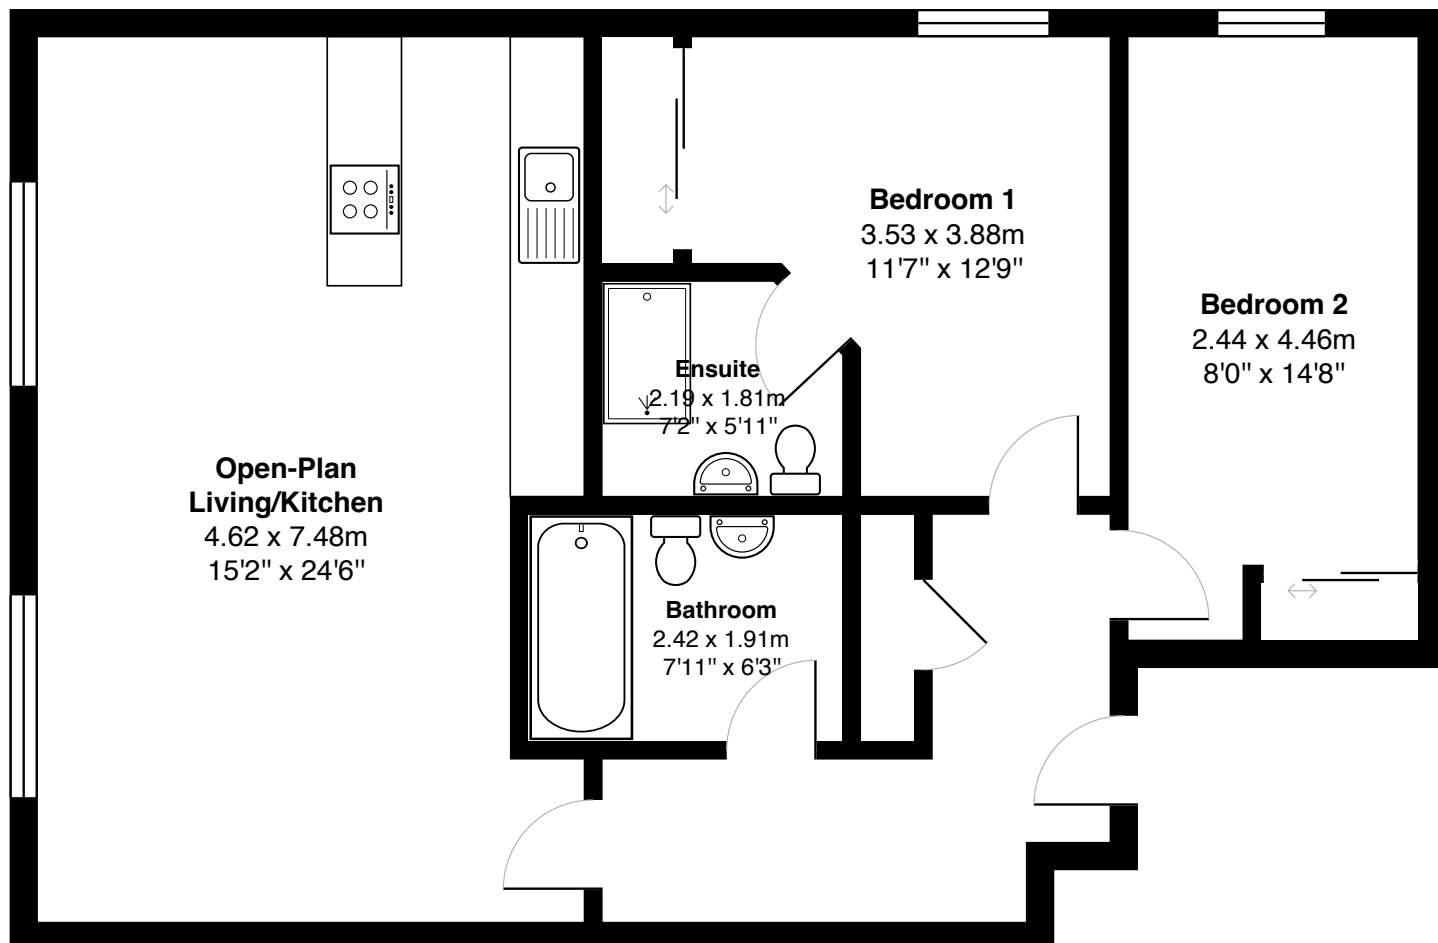 Bedroom 1
3.53 x 3.88m
11'7" x 12'9"
Bedroom 2
2.44 x 4.46m
8'0" x 14'8"
Ensuite
2.19 x 1.81m
7'2" x 5'11"
Open-Plan
Living/Kitchen
4.62 x 7.48m
15'2" x 24'6"
Bathroom
2.42 x 1.91m
7'11" x 6'3"